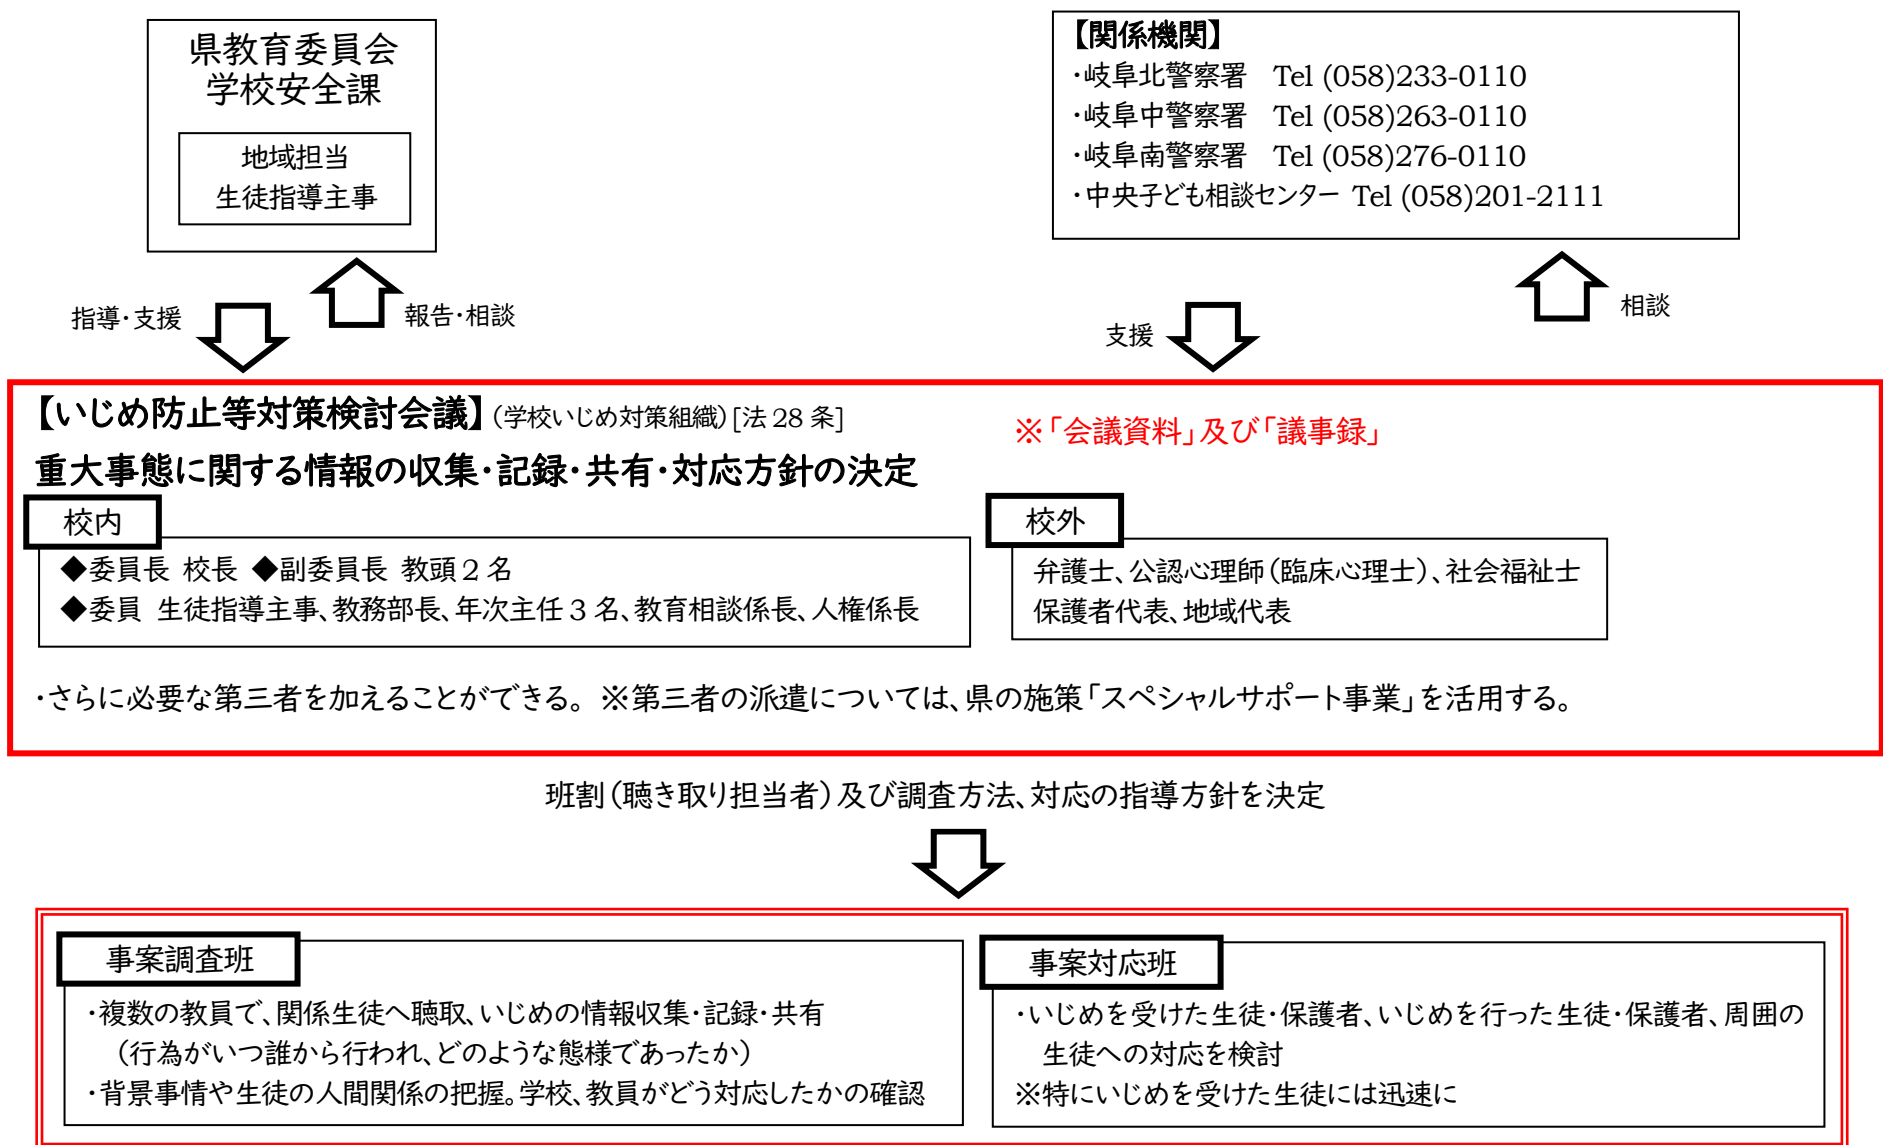 県教育委員会
学校安全課
地域担当
生徒指導主事
【関係機関】
・岐阜北警察署　Tel (058)233-0110
・岐阜中警察署　Tel (058)263-0110
・岐阜南警察署　Tel (058)276-0110
・中央子ども相談センター Tel (058)201-2111
指導・支援
報告・相談
支援
相談
【いじめ防止等対策検討会議】（学校いじめ対策組織）[法28条]
※「会議資料」及び「議事録」
重大事態に関する情報の収集・記録・共有・対応方針の決定
校内
◆委員長 校長 ◆副委員長 教頭２名
◆委員 生徒指導主事、教務部長、年次主任３名、教育相談係長、人権係長
校外
弁護士、公認心理師（臨床心理士）、社会福祉士
保護者代表、地域代表
・さらに必要な第三者を加えることができる。※第三者の派遣については、県の施策「スペシャルサポート事業」を活用する。
班割（聴き取り担当者）及び調査方法、対応の指導方針を決定
事案調査班
・複数の教員で、関係生徒へ聴取、いじめの情報収集・記録・共有
（行為がいつ誰から行われ、どのような態様であったか）
・背景事情や生徒の人間関係の把握。学校、教員がどう対応したかの確認
事案対応班
・いじめを受けた生徒・保護者、いじめを行った生徒・保護者、周囲の
生徒への対応を検討
※特にいじめを受けた生徒には迅速に